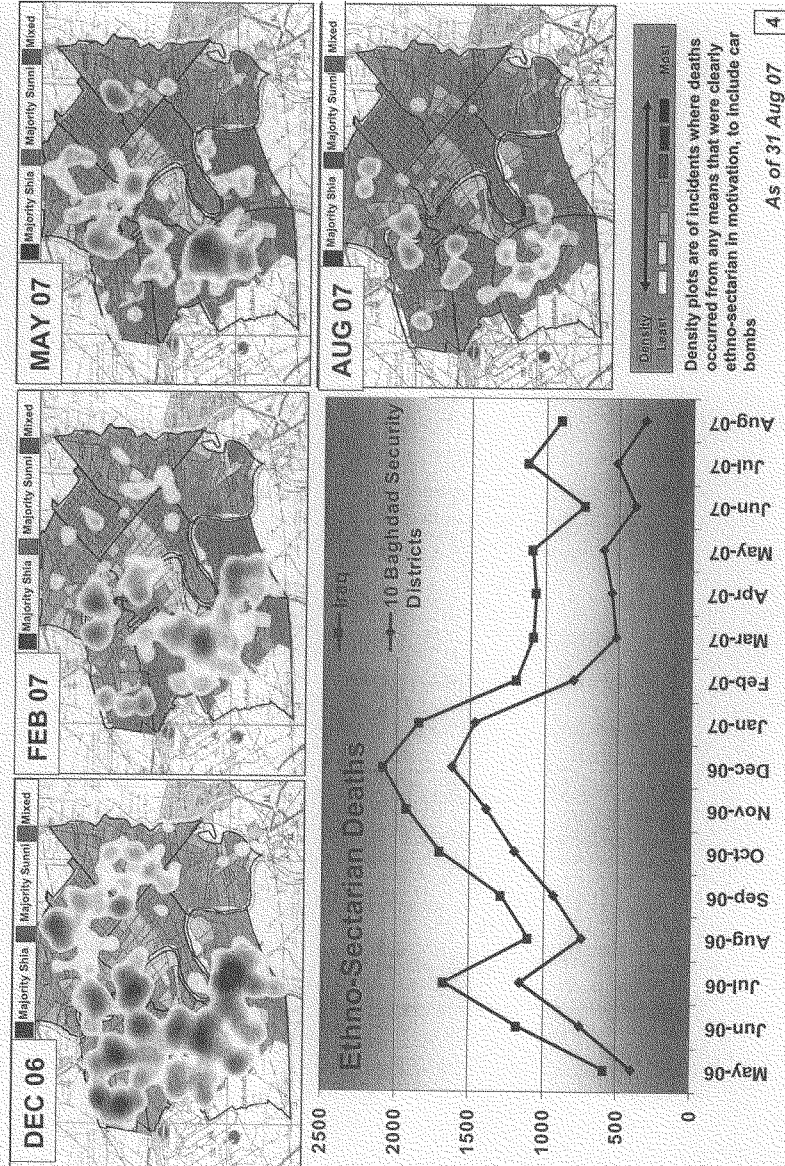 DEC 06
Majority Shia
Majority Sunni
Mixed
FEB 07
Majority Shia
Majority Sunni
Mixed
MAY 07
Majority Shia
Majority Sunni
Mixed
Ethno-Sectarian Deaths
Iraq
10 Baghdad Security
Districts
2500
2000
1500
1000
500
0
May-06
Jun-06
Jul-06
Aug-06
Sep-06
Oct-06
Nov-06
Dec-06
Jan-07
Feb-07
Mar-07
Apr-07
May-07
Jun-07
Jul-07
Aug-07
AUG 07
Majority Shia
Majority Sunni
Mixed
Density
Least
Most
Density plots are of incidents where deaths
occurred from any means that were clearly
ethno-sectarian in motivation, to include car
bombs
As of 31 Aug 07
4